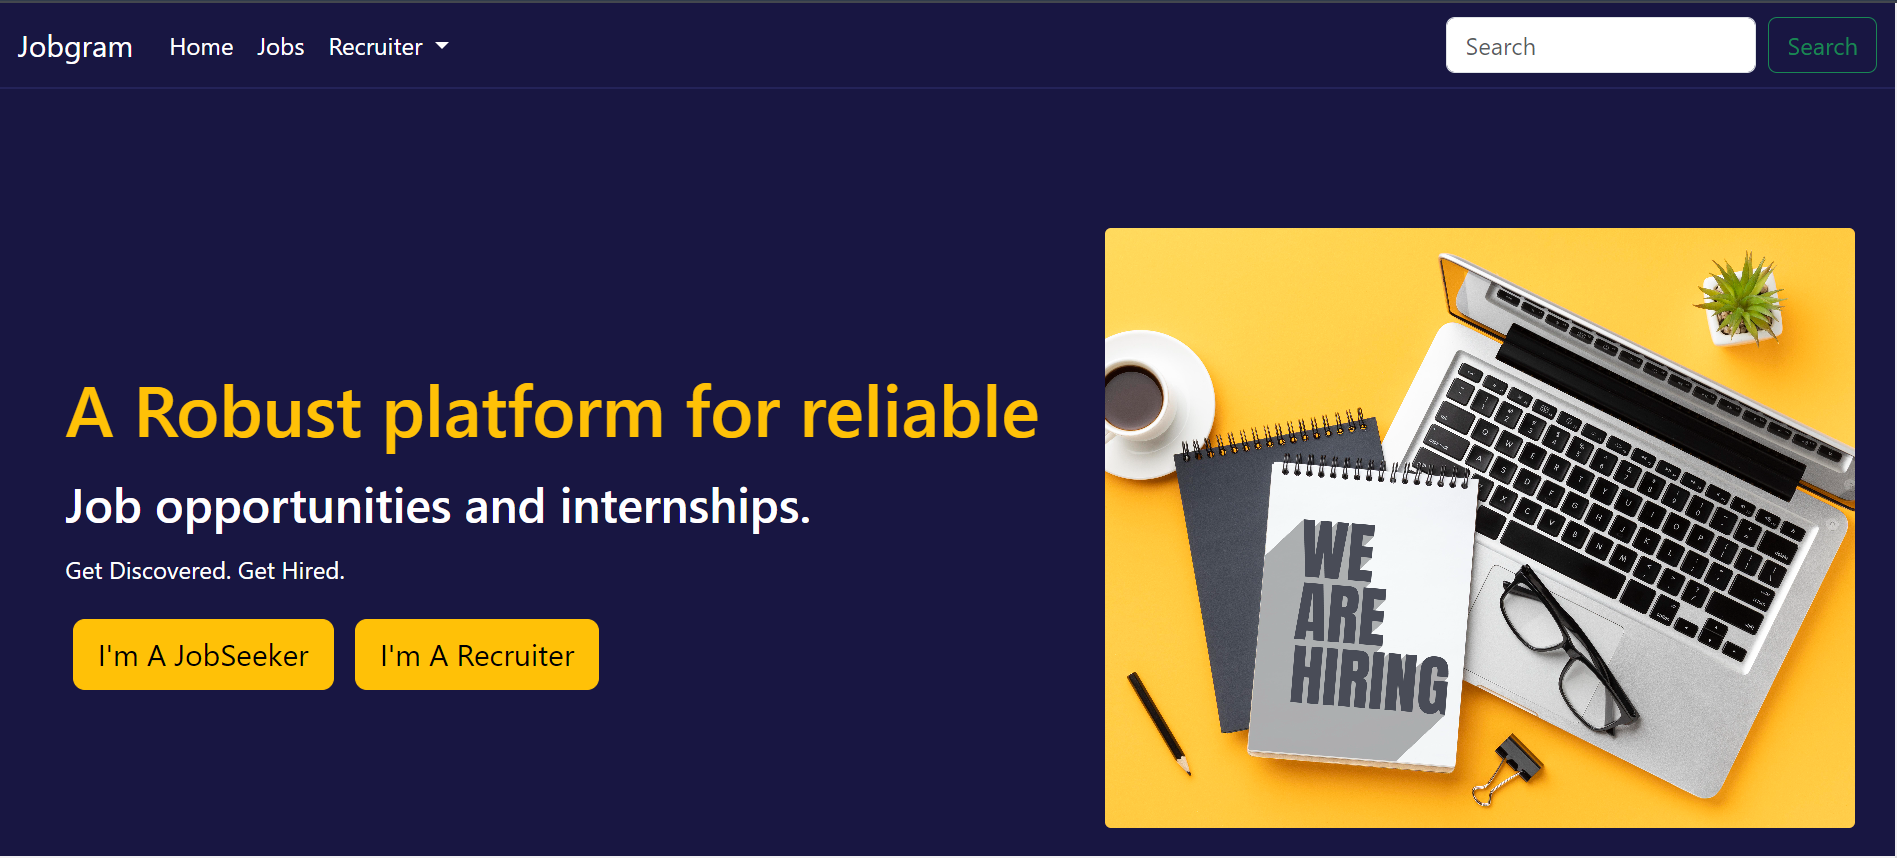 Jobgram Home Jobs Recruiter Search Search
A Robust platform for reliable
Job opportunities and internships.
Get Discovered. Get Hired.
I'm A JobSeeker I'm A Recruiter
WE
ARE
HIRING